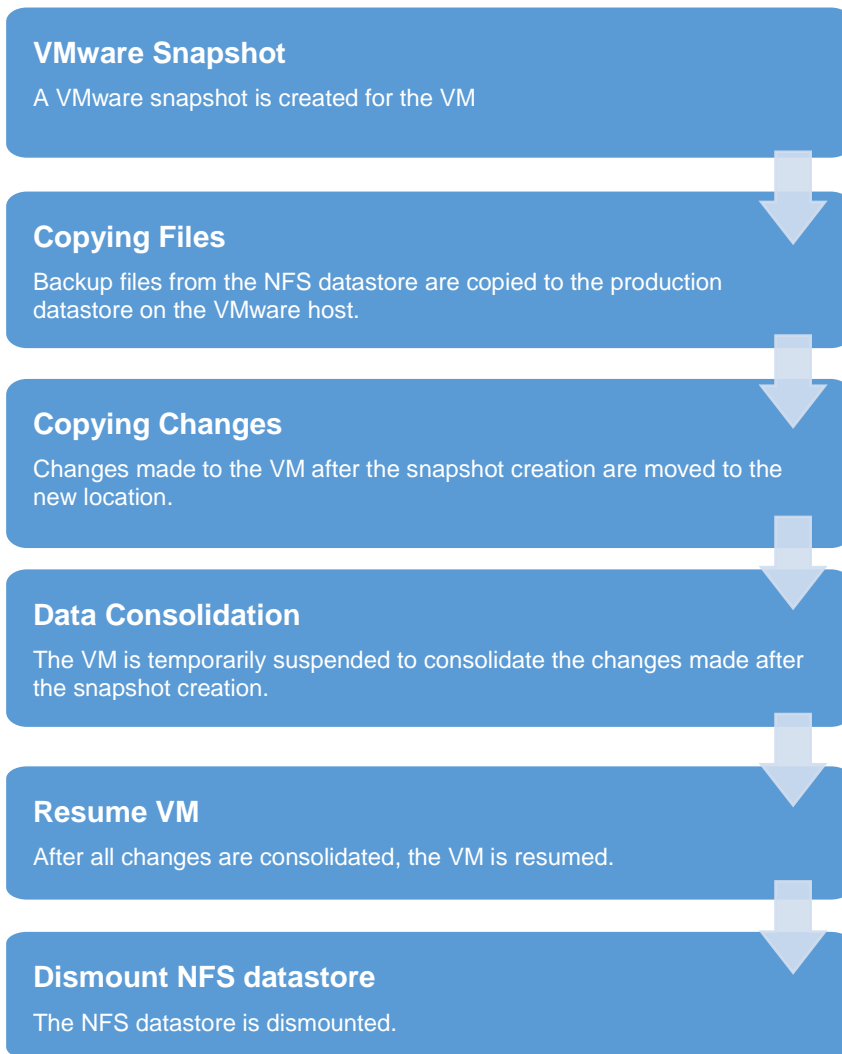 VMware Snapshot
A VMware snapshot is created for the VM
Copying Files
Backup files from the NFS datastore are copied to the production
datastore on the VMware host.
Copying Changes
Changes made to the VM after the snapshot creation are moved to the
new location.
Data Consolidation
The VM is temporarily suspended to consolidate the changes made after
the snapshot creation.
Resume VM
After all changes are consolidated, the VM is resumed.
Dismount NFS datastore
The NFS datastore is dismounted.